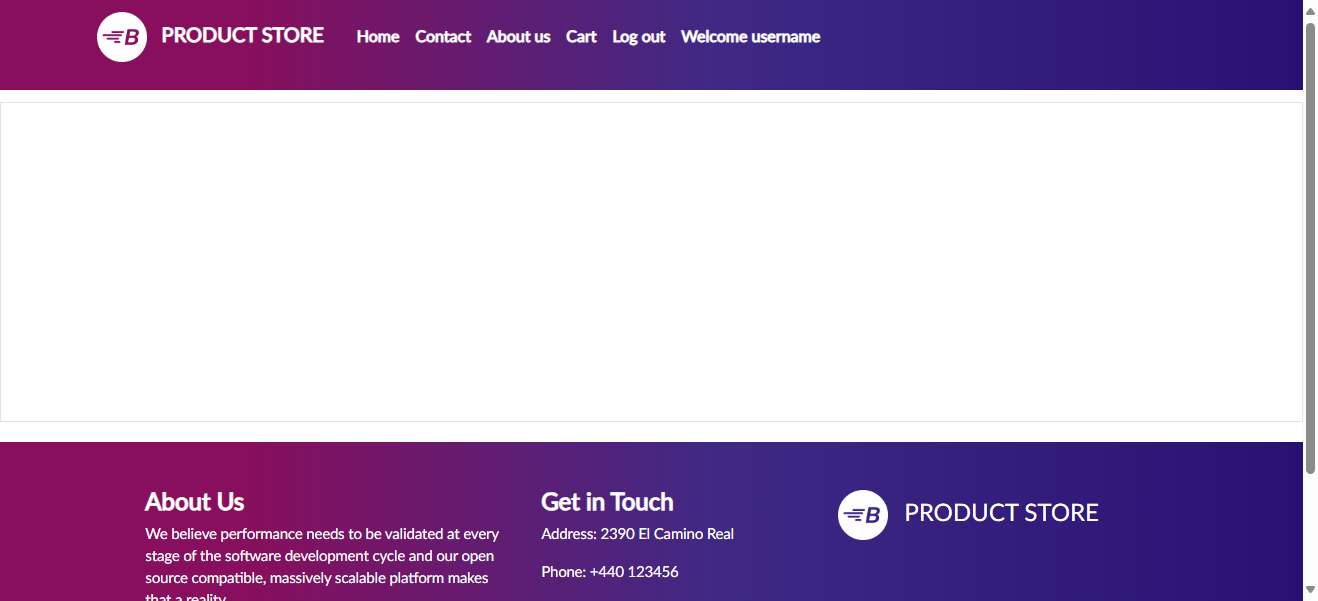 B PRODUCT STORE Home Contact About us Cart Log out Welcome username
About Us
We believe performance needs to be validated at every
stage of the software development cycle and our open
source compatible, massively scalable platform makes
that a reality
Get in Touch
Address: 2390 El Camino Real
Phone: +440 123456
B PRODUCT STORE